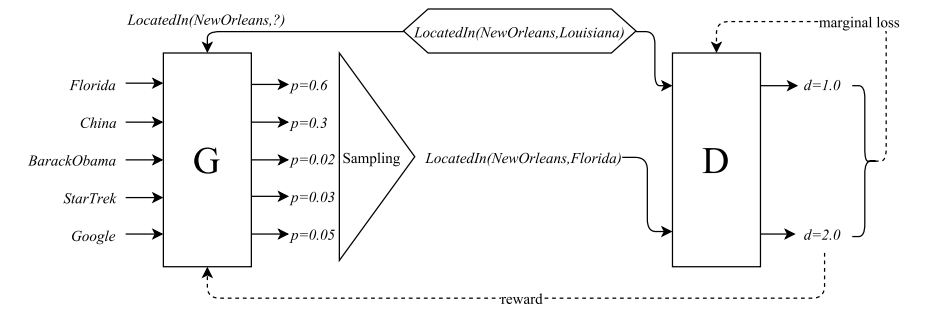 LocatedIn(NewOrleans,?)
LocatedIn(NewOrleans,Louisiana)
marginal loss
Florida
China
BarackObama
StarTrek
Google
G
p=0.6
p=0.3
p=0.02
p=0.03
p=0.05
Sampling
LocatedIn(NewOrleans,Florida)
D
d=1.0
d=2.0
reward